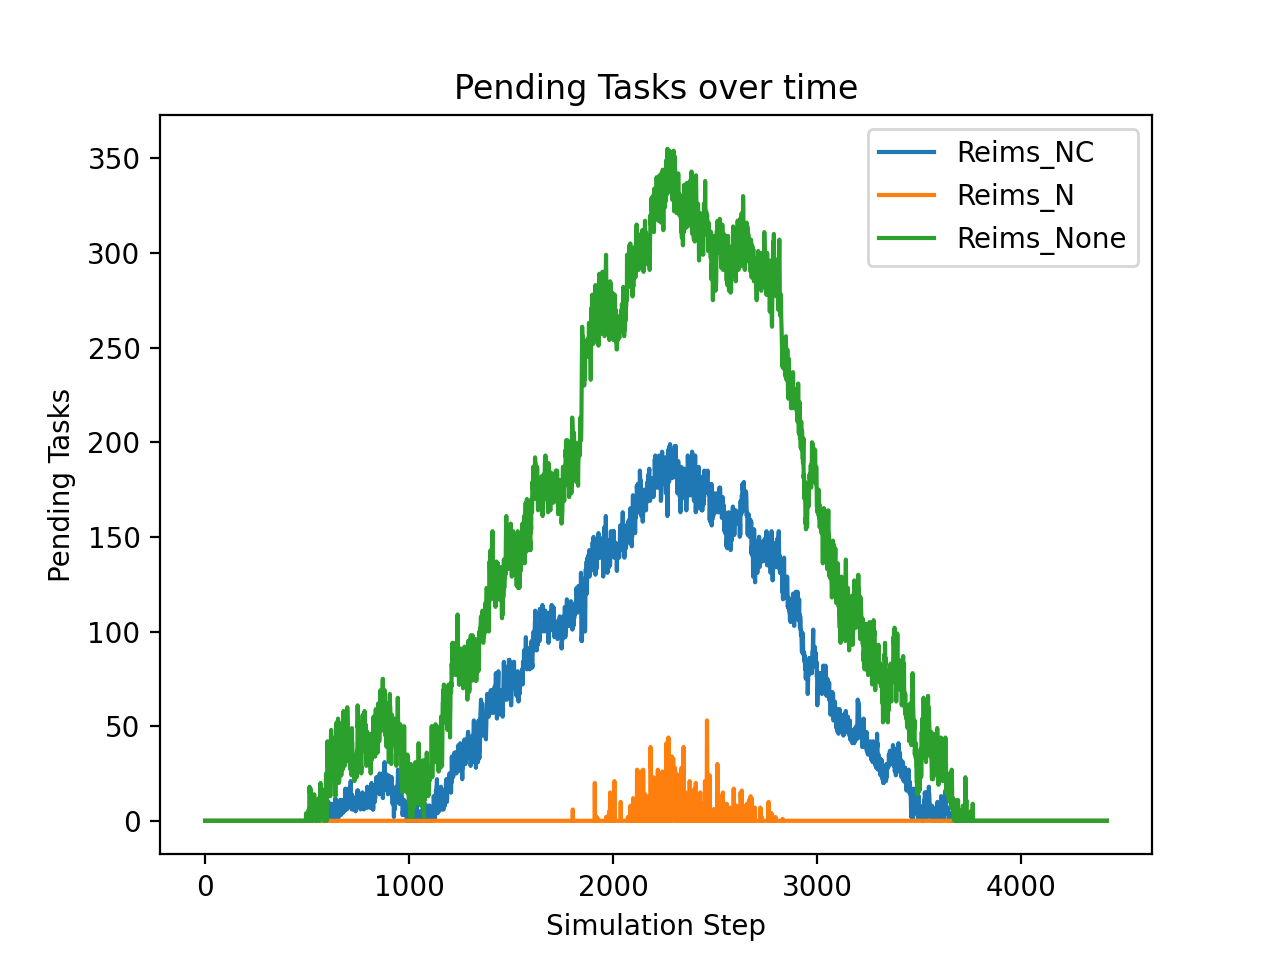 Pending Tasks over time
Reims_NC
Reims_N
Reims_None
350
300
250
200
150
100
50
0
Pending Tasks
0 1000 2000 3000 4000
Simulation Step